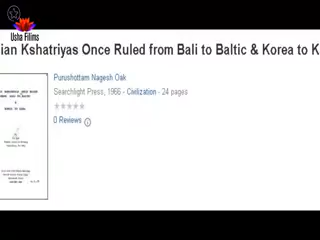 Usha Filims
ian Kshatriyas Once Ruled from Bali to Baltic & Korea to K
Purushottam Nagesh Oak
Searchlight Press, 1966 - Civilization - 24 pages
0 Reviews